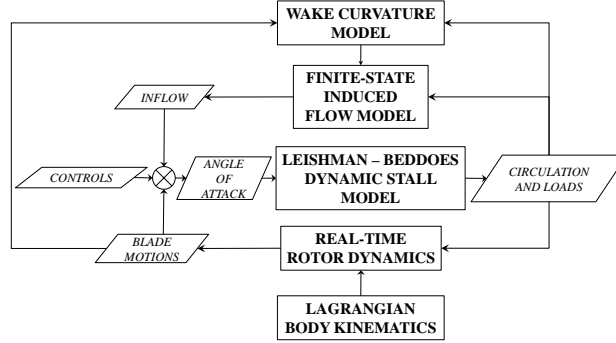 WAKE CURVATURE
MODEL
FINITE-STATE
INDUCED
FLOW MODEL
INFLOW
CONTROLS
ANGLE
OF
ATTACK
LEISHMAN – BEDDOES
DYNAMIC STALL
MODEL
CIRCULATION
AND LOADS
BLADE
MOTIONS
REAL-TIME
ROTOR DYNAMICS
LAGRANGIAN
BODY KINEMATICS